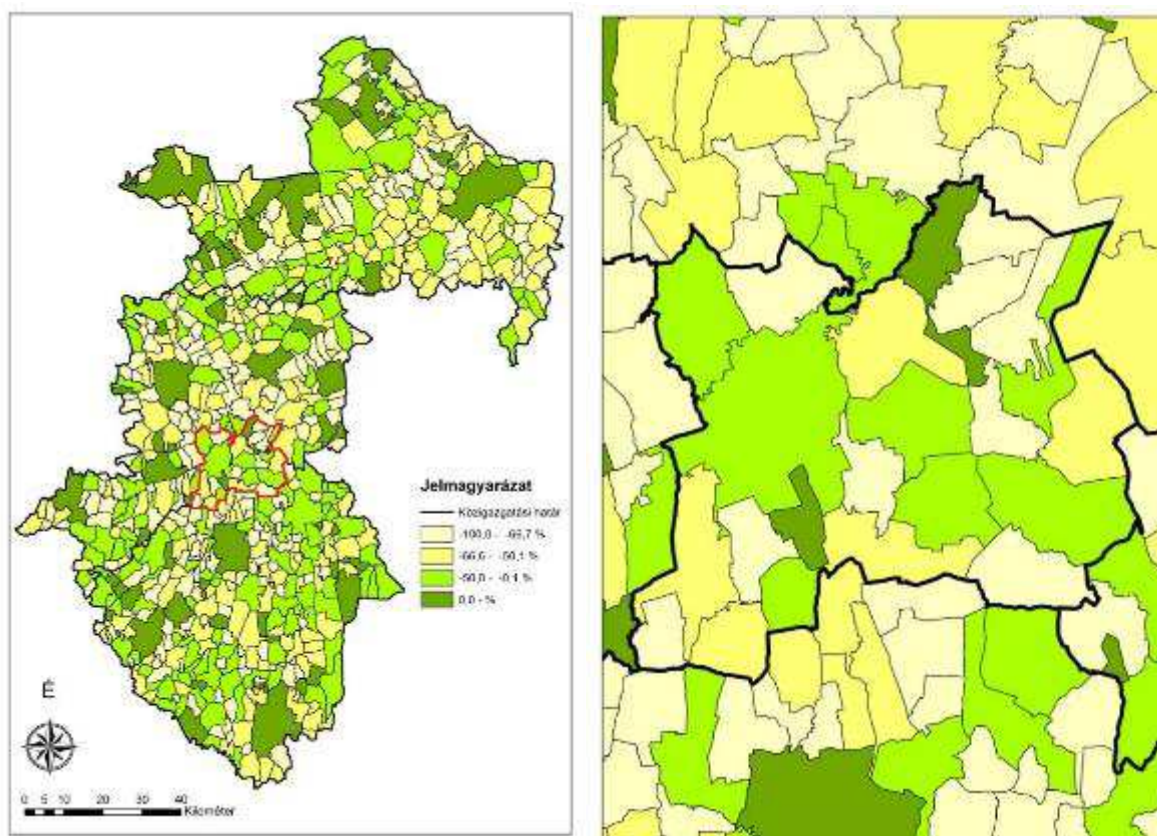 Jelmagyarázat
Közigazgatási határ
-100,0 - -66,7 %
-66,6 - -50,1 %
-50,0 - -0,1 %
0,0 - %
É
0 5 10 20 30 40
Kilométer